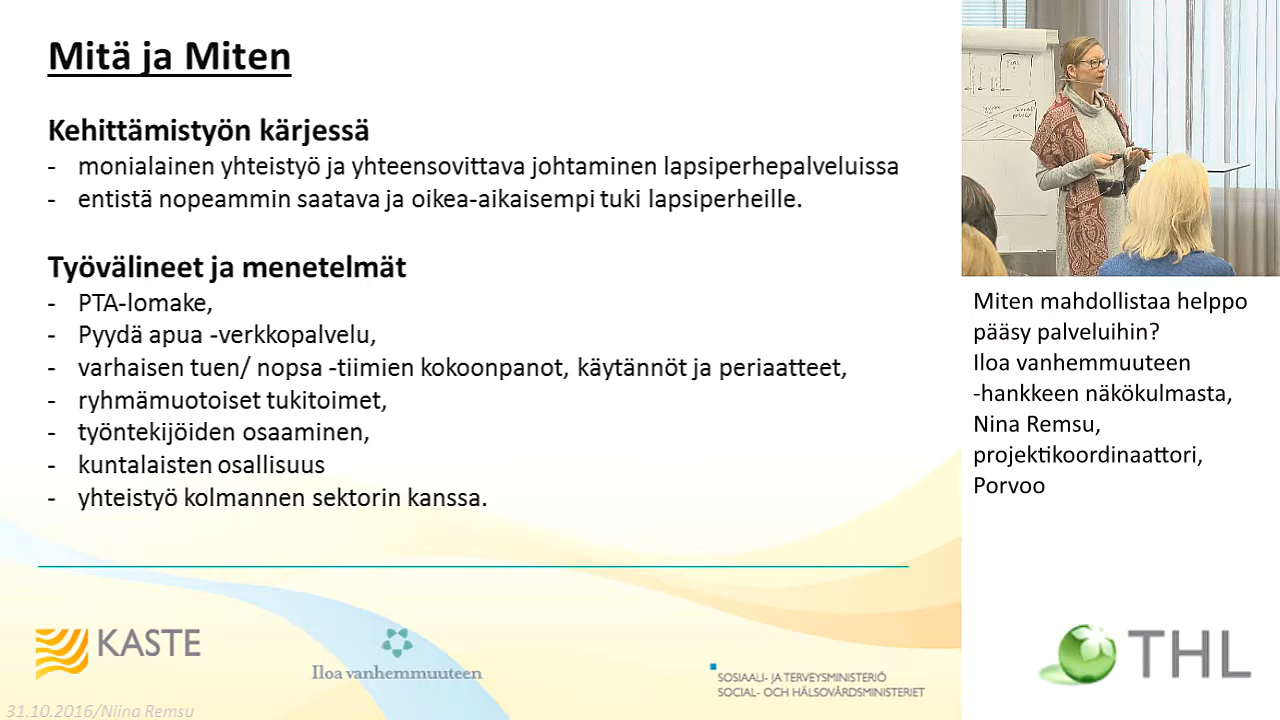 Mitä ja Miten
Kehittämistyön kärjessä
- monialainen yhteistyö ja yhteensovittava johtaminen lapsiperhepalveluissa
- entistä nopeammin saatava ja oikea-aikaisempi tuki lapsiperheille.
Työvälineet ja menetelmät
- PTA-lomake,
- Pyydä apua -verkkopalvelu,
- varhaisen tuen/ nopsa -tiimien kokoonpanot, käytännöt ja periaatteet,
- ryhmämuotoiset tukitoimet,
- työntekijöiden osaaminen,
- kuntalaisten osallisuus
- yhteistyö kolmannen sektorin kanssa.
KASTE
Iloa vanhemmuuteen
SOSIAALI- JA TERVEYSMINISTERIÖ
SOCIAL- OCH HÄLSOVÅRDSMINISTERIET
31.10.2016/Niina Remsu
Miten mahdollistaa helppo
pääsy palveluihin?
Iloa vanhemmuuteen
-hankkeen näkökulmasta,
Nina Remsu,
projektikoordinaattori,
Porvoo
THL